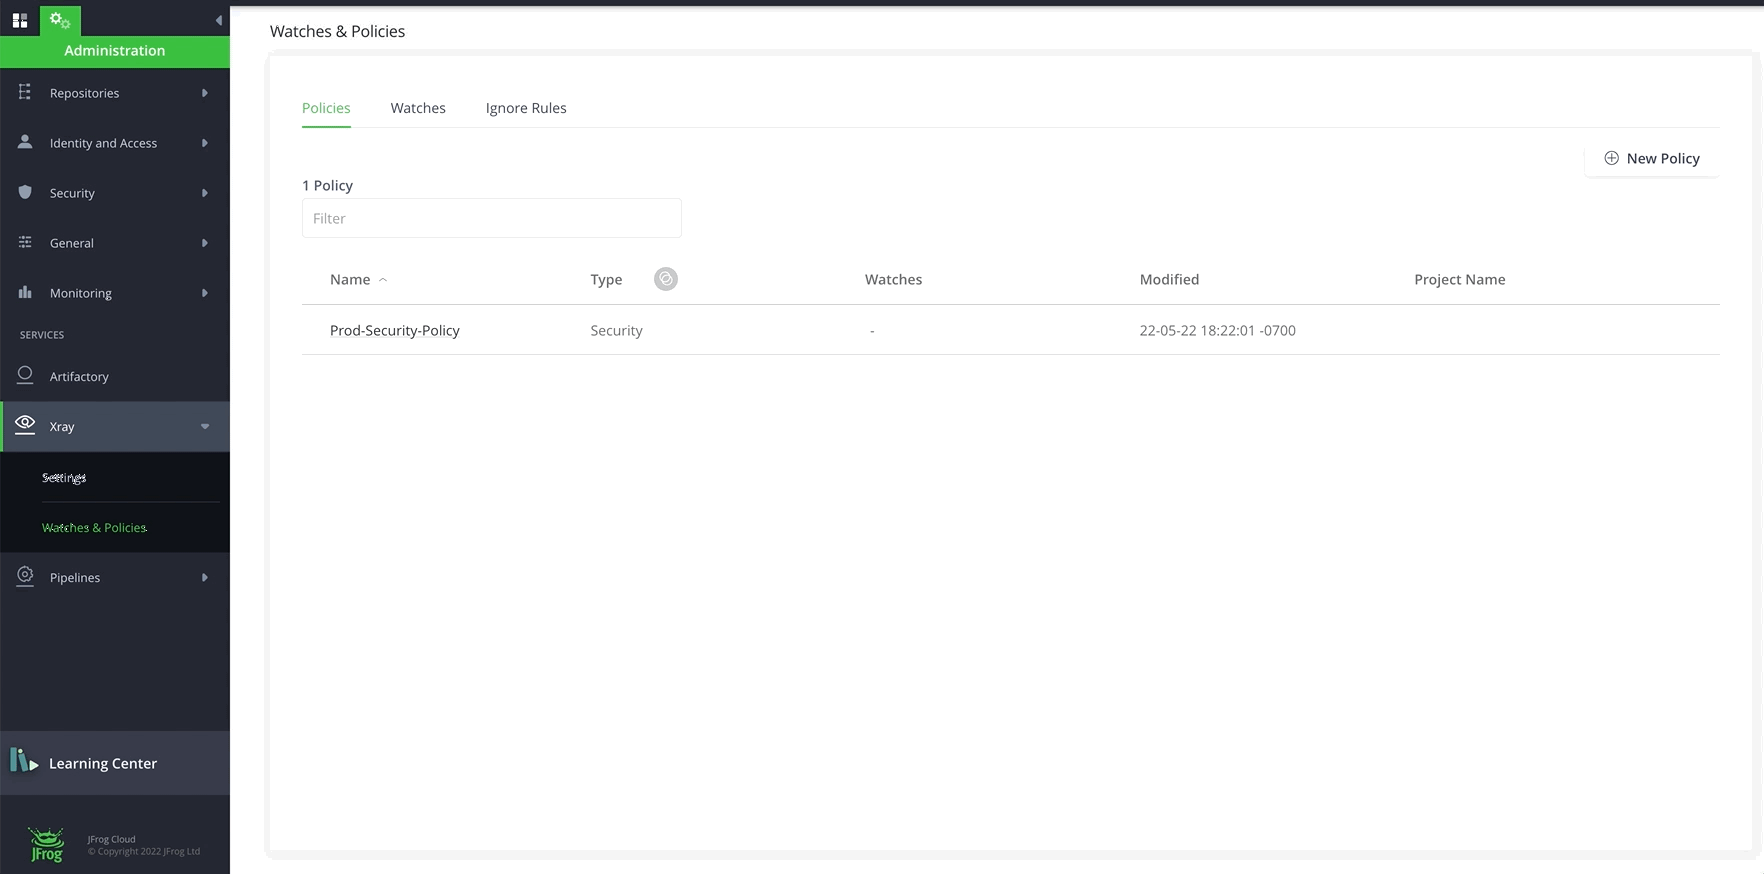 Administration
Repositories
Identity and Access
Security
General
Monitoring
SERVICES
Artifactory
Xray
Settings
Watches & Policies
Pipelines
Learning Center
JFrog
JFrog Cloud
© Copyright 2022 JFrog Ltd
Watches & Policies
Policies Watches Ignore Rules
New Policy
1 Policy
Filter
Name Type Watches Modified Project Name
Prod-Security-Policy Security - 22-05-22 18:22:01 -0700